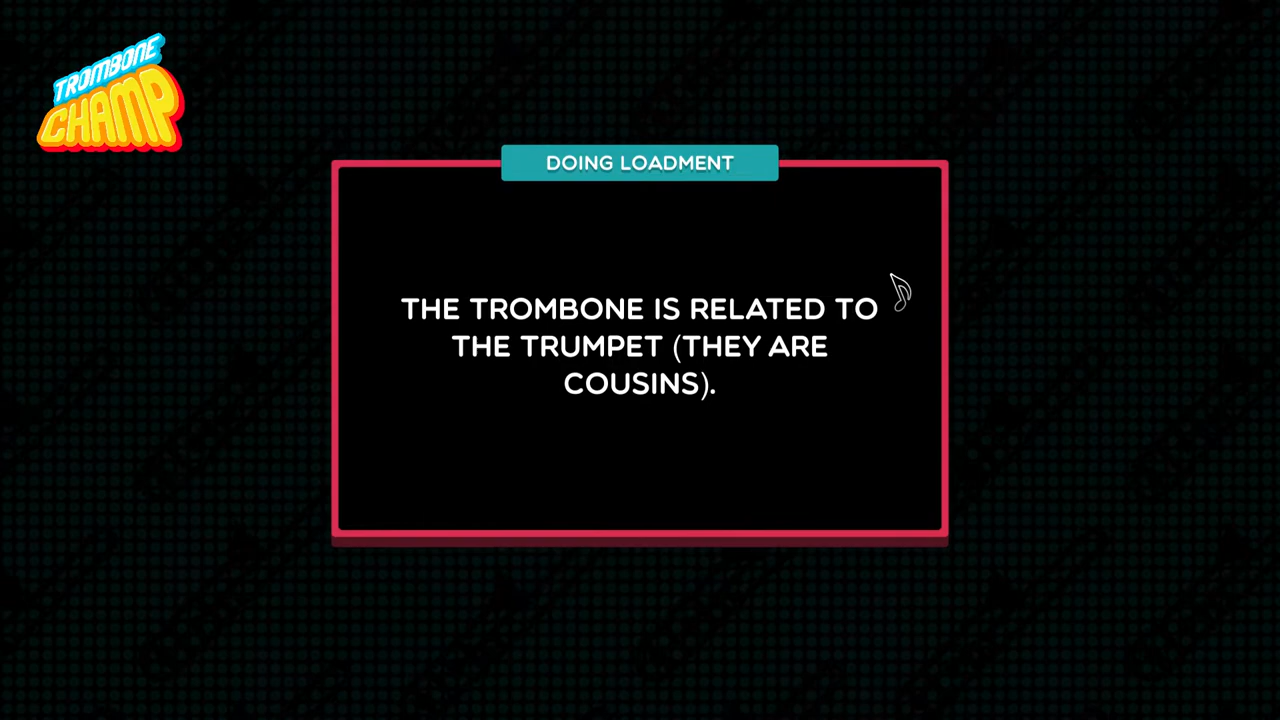 TROMBONE
CHAMP
DOING LOADMENT
THE TROMBONE IS RELATED TO
THE TRUMPET (THEY ARE
COUSINS).